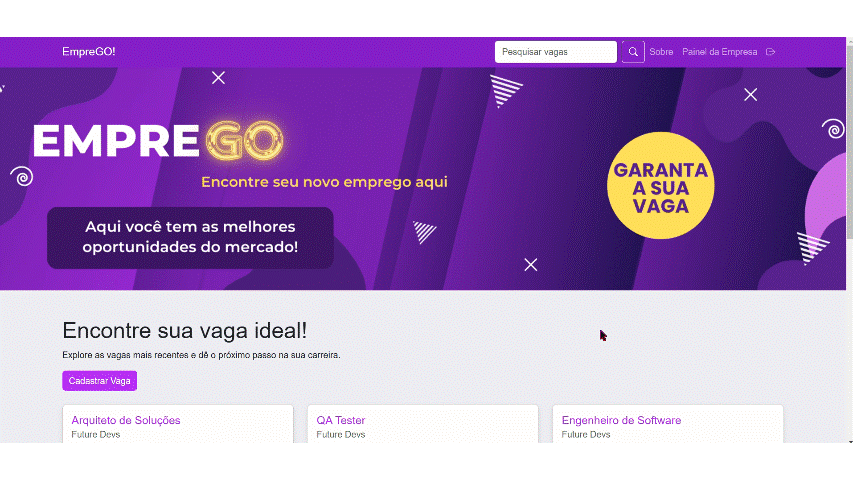 EmpreGO!
Pesquisar vagas
Sobre
Painel da Empresa
EMPREGO
Encontre seu novo emprego aqui
Aqui você tem as melhores
oportunidades do mercado!
GARANTA
A SUA
VAGA
Encontre sua vaga ideal!
Explore as vagas mais recentes e dê o próximo passo na sua carreira.
Cadastrar Vaga
Arquiteto de Soluções
Future Devs
QA Tester
Future Devs
Engenheiro de Software
Future Devs